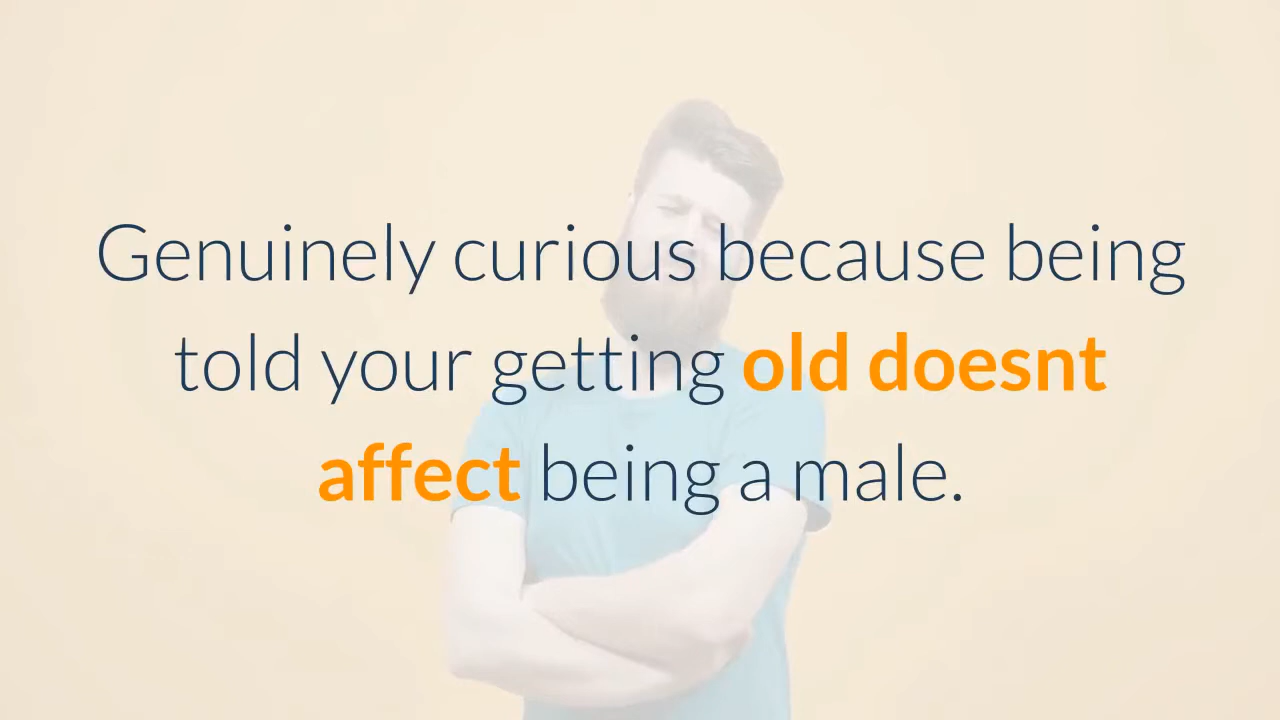 Genuinely curious because being
told your getting old doesnt
affect being a male.